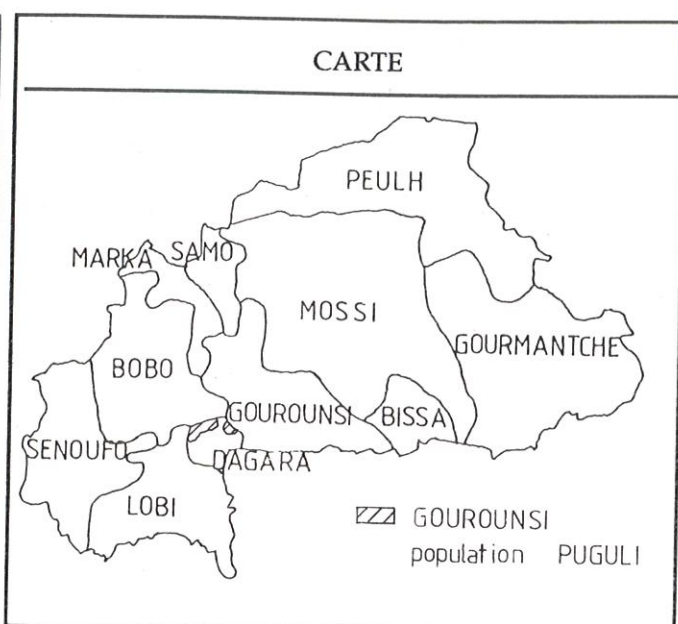 CARTE
PEULH
MARKA
SAMO
MOSSI
GOURMANTCHE
BOBO
GOUROUNSI
BISSA
SENOUFO
DAGARA
LOBI
GOUROUNSI
population PUGULI